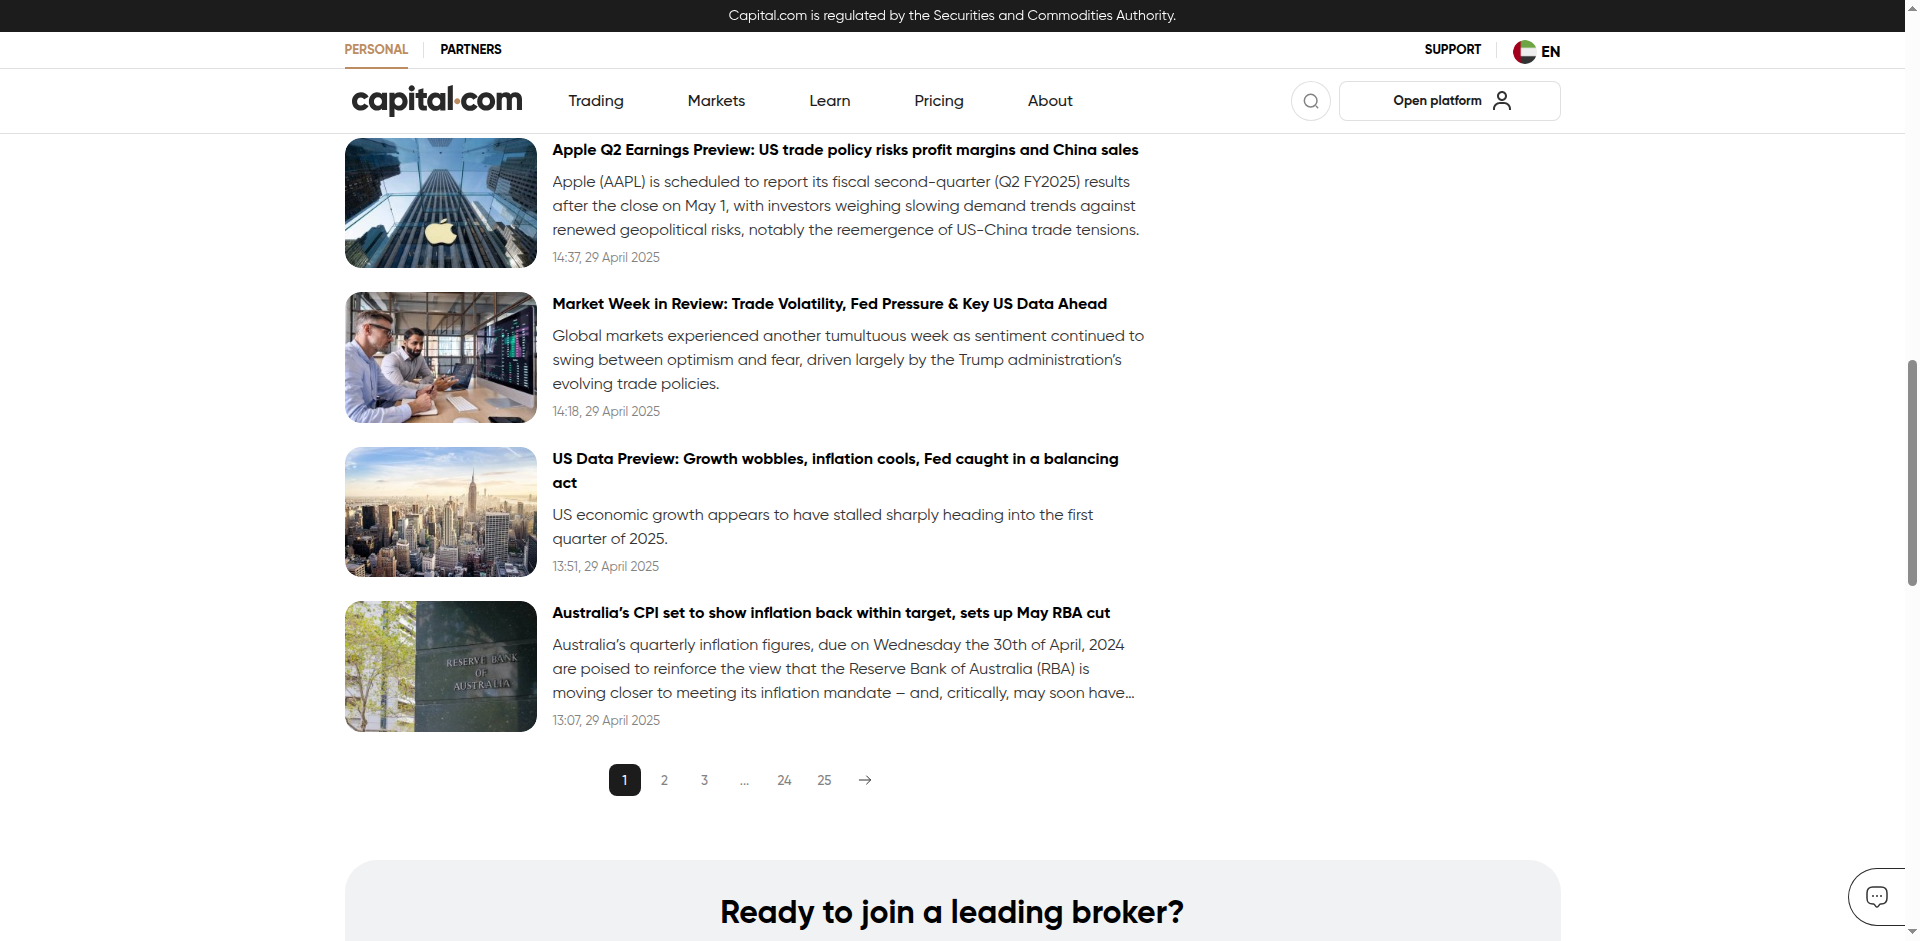 Capital.com is regulated by the Securities and Commodities Authority.
PERSONAL
PARTNERS
SUPPORT
EN
capital.com
Trading
Markets
Learn
Pricing
About
Open platform
Apple Q2 Earnings Preview: US trade policy risks profit margins and China sales
Apple (AAPL) is scheduled to report its fiscal second-quarter (Q2 FY2025) results
after the close on May 1, with investors weighing slowing demand trends against
renewed geopolitical risks, notably the reemergence of US-China trade tensions.
14:37, 29 April 2025
Market Week in Review: Trade Volatility, Fed Pressure & Key US Data Ahead
Global markets experienced another tumultuous week as sentiment continued to
swing between optimism and fear, driven largely by the Trump administration’s
evolving trade policies.
14:18, 29 April 2025
US Data Preview: Growth wobbles, inflation cools, Fed caught in a balancing
act
US economic growth appears to have stalled sharply heading into the first
quarter of 2025.
13:51, 29 April 2025
RESERVE BANK
OF
AUSTRALIA
Australia’s CPI set to show inflation back within target, sets up May RBA cut
Australia’s quarterly inflation figures, due on Wednesday the 30th of April, 2024
are poised to reinforce the view that the Reserve Bank of Australia (RBA) is
moving closer to meeting its inflation mandate – and, critically, may soon have...
13:07, 29 April 2025
1
2
3
...
24
25
Ready to join a leading broker?